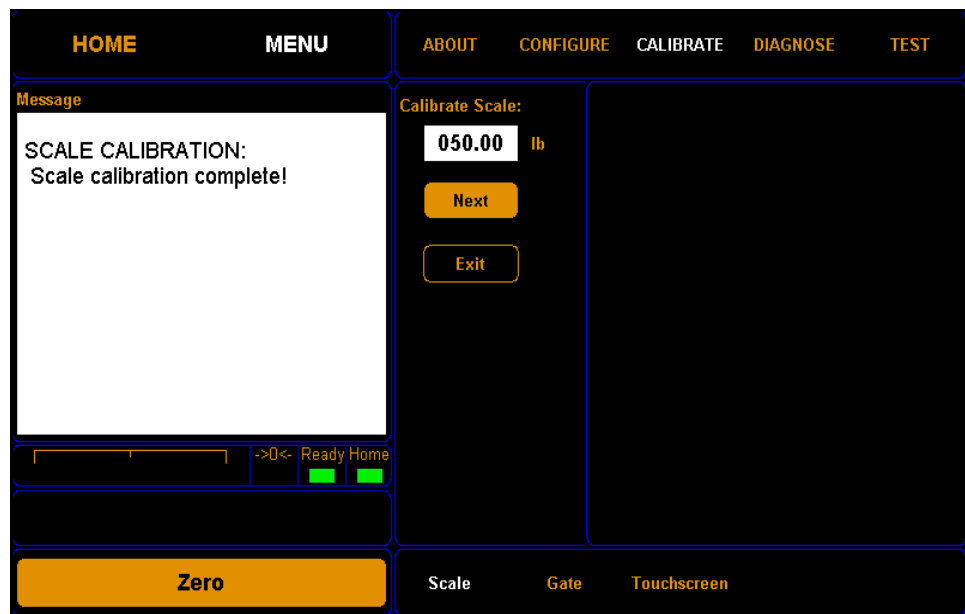 HOME MENU ABOUT CONFIGURE CALIBRATE DIAGNOSE TEST
Message
SCALE CALIBRATION:
Scale calibration complete!
Calibrate Scale:
050.00 lb
Next
Exit
->0<- Ready Home
Zero
Scale Gate Touchscreen